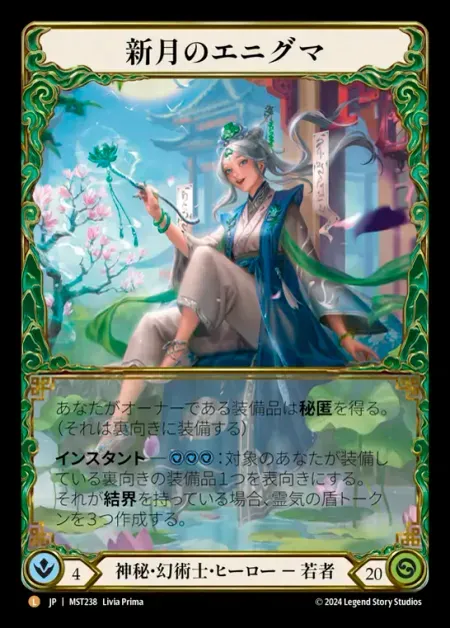 新月のエニグマ
あなたがオーナーである装備品は秘匿を得る。
(それは裏向きに装備する)
インスタント— :対象のあなたが装備し
ている裏向きの装備品1つを表向きにする。
それが結界を持っている場合、霊気の盾トーク
ンを3つ作成する。
4
神秘・幻術士・ヒーロー － 若者
20
L JP | MST238 Livia Prima
© 2024 Legend Story Studios